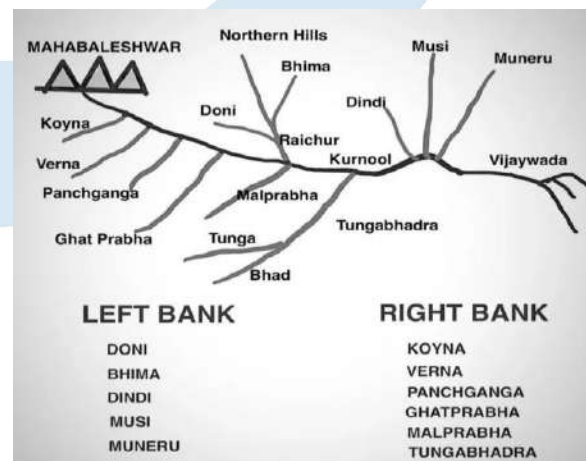 Northern Hills
MAHABALESHWAR
Musi
Muneru
Bhima
Doni
Dindi
Koyna
Raichur
Kurnool
Vijaywada
Verna
Panchganga
Malprabha
Tungabhadra
Ghat Prabha
Tunga
Bhad
LEFT BANK
DONI
BHIMA
DINDI
MUSI
MUNERU
RIGHT BANK
KOYNA
VERNA
PANCHGANGA
GHATPRABHA
MALPRABHA
TUNGABHADRA